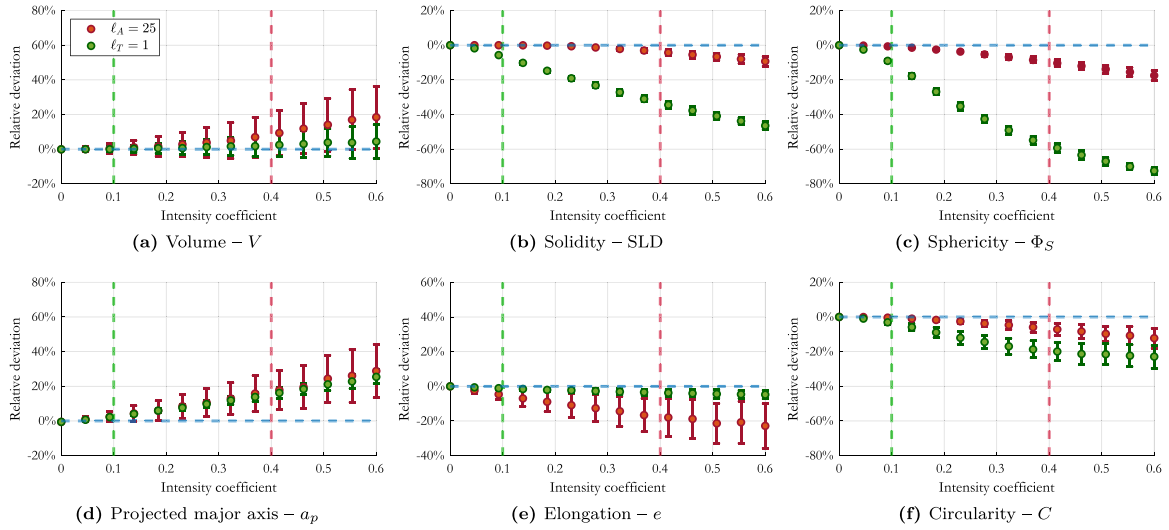 80%
60%
40%
20%
0%
-20%
Relative deviation
ℓA = 25
ℓT = 1
0 0.1 0.2 0.3 0.4 0.5 0.6
Intensity coefficient
(a) Volume – V
20%
0%
-20%
-40%
-60%
-80%
Relative deviation
0 0.1 0.2 0.3 0.4 0.5 0.6
Intensity coefficient
(b) Solidity – SLD
20%
0%
-20%
-40%
-60%
-80%
Relative deviation
0 0.1 0.2 0.3 0.4 0.5 0.6
Intensity coefficient
(c) Sphericity – ΦS
80%
60%
40%
20%
0%
-20%
Relative deviation
0 0.1 0.2 0.3 0.4 0.5 0.6
Intensity coefficient
(d) Projected major axis – ap
60%
40%
20%
0%
-20%
-40%
Relative deviation
0 0.1 0.2 0.3 0.4 0.5 0.6
Intensity coefficient
(e) Elongation – e
20%
0%
-20%
-40%
-60%
-80%
Relative deviation
0 0.1 0.2 0.3 0.4 0.5 0.6
Intensity coefficient
(f) Circularity – C